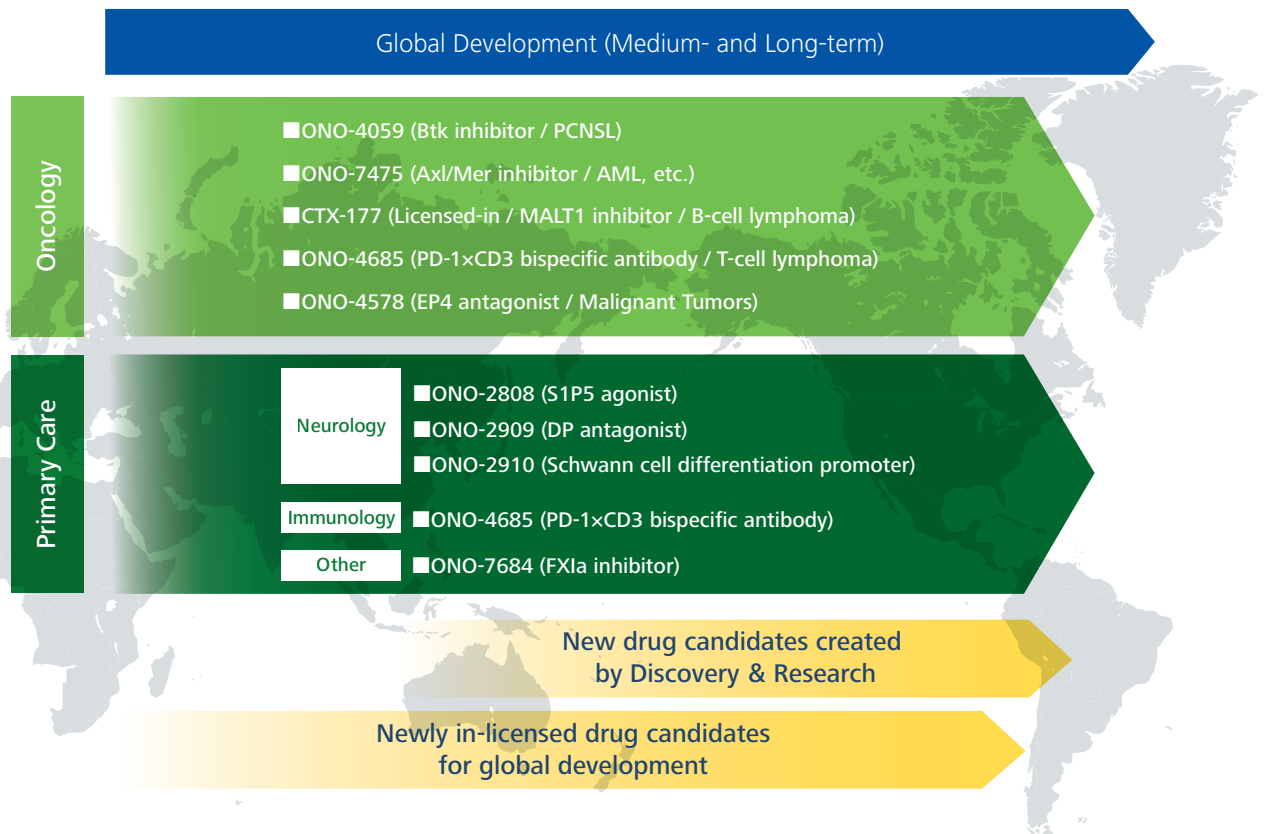 Global Development (Medium- and Long-term)
Oncology
■ONO-4059 (Btk inhibitor / PCNSL)
■ONO-7475 (Axl/Mer inhibitor / AML, etc.)
■CTX-177 (Licensed-in / MALT1 inhibitor / B-cell lymphoma)
■ONO-4685 (PD-1×CD3 bispecific antibody / T-cell lymphoma)
■ONO-4578 (EP4 antagonist / Malignant Tumors)
Primary Care
Neurology
■ONO-2808 (S1P5 agonist)
■ONO-2909 (DP antagonist)
■ONO-2910 (Schwann cell differentiation promoter)
Immunology
■ONO-4685 (PD-1×CD3 bispecific antibody)
Other
■ONO-7684 (FXIa inhibitor)
New drug candidates created
by Discovery & Research
Newly in-licensed drug candidates
for global development